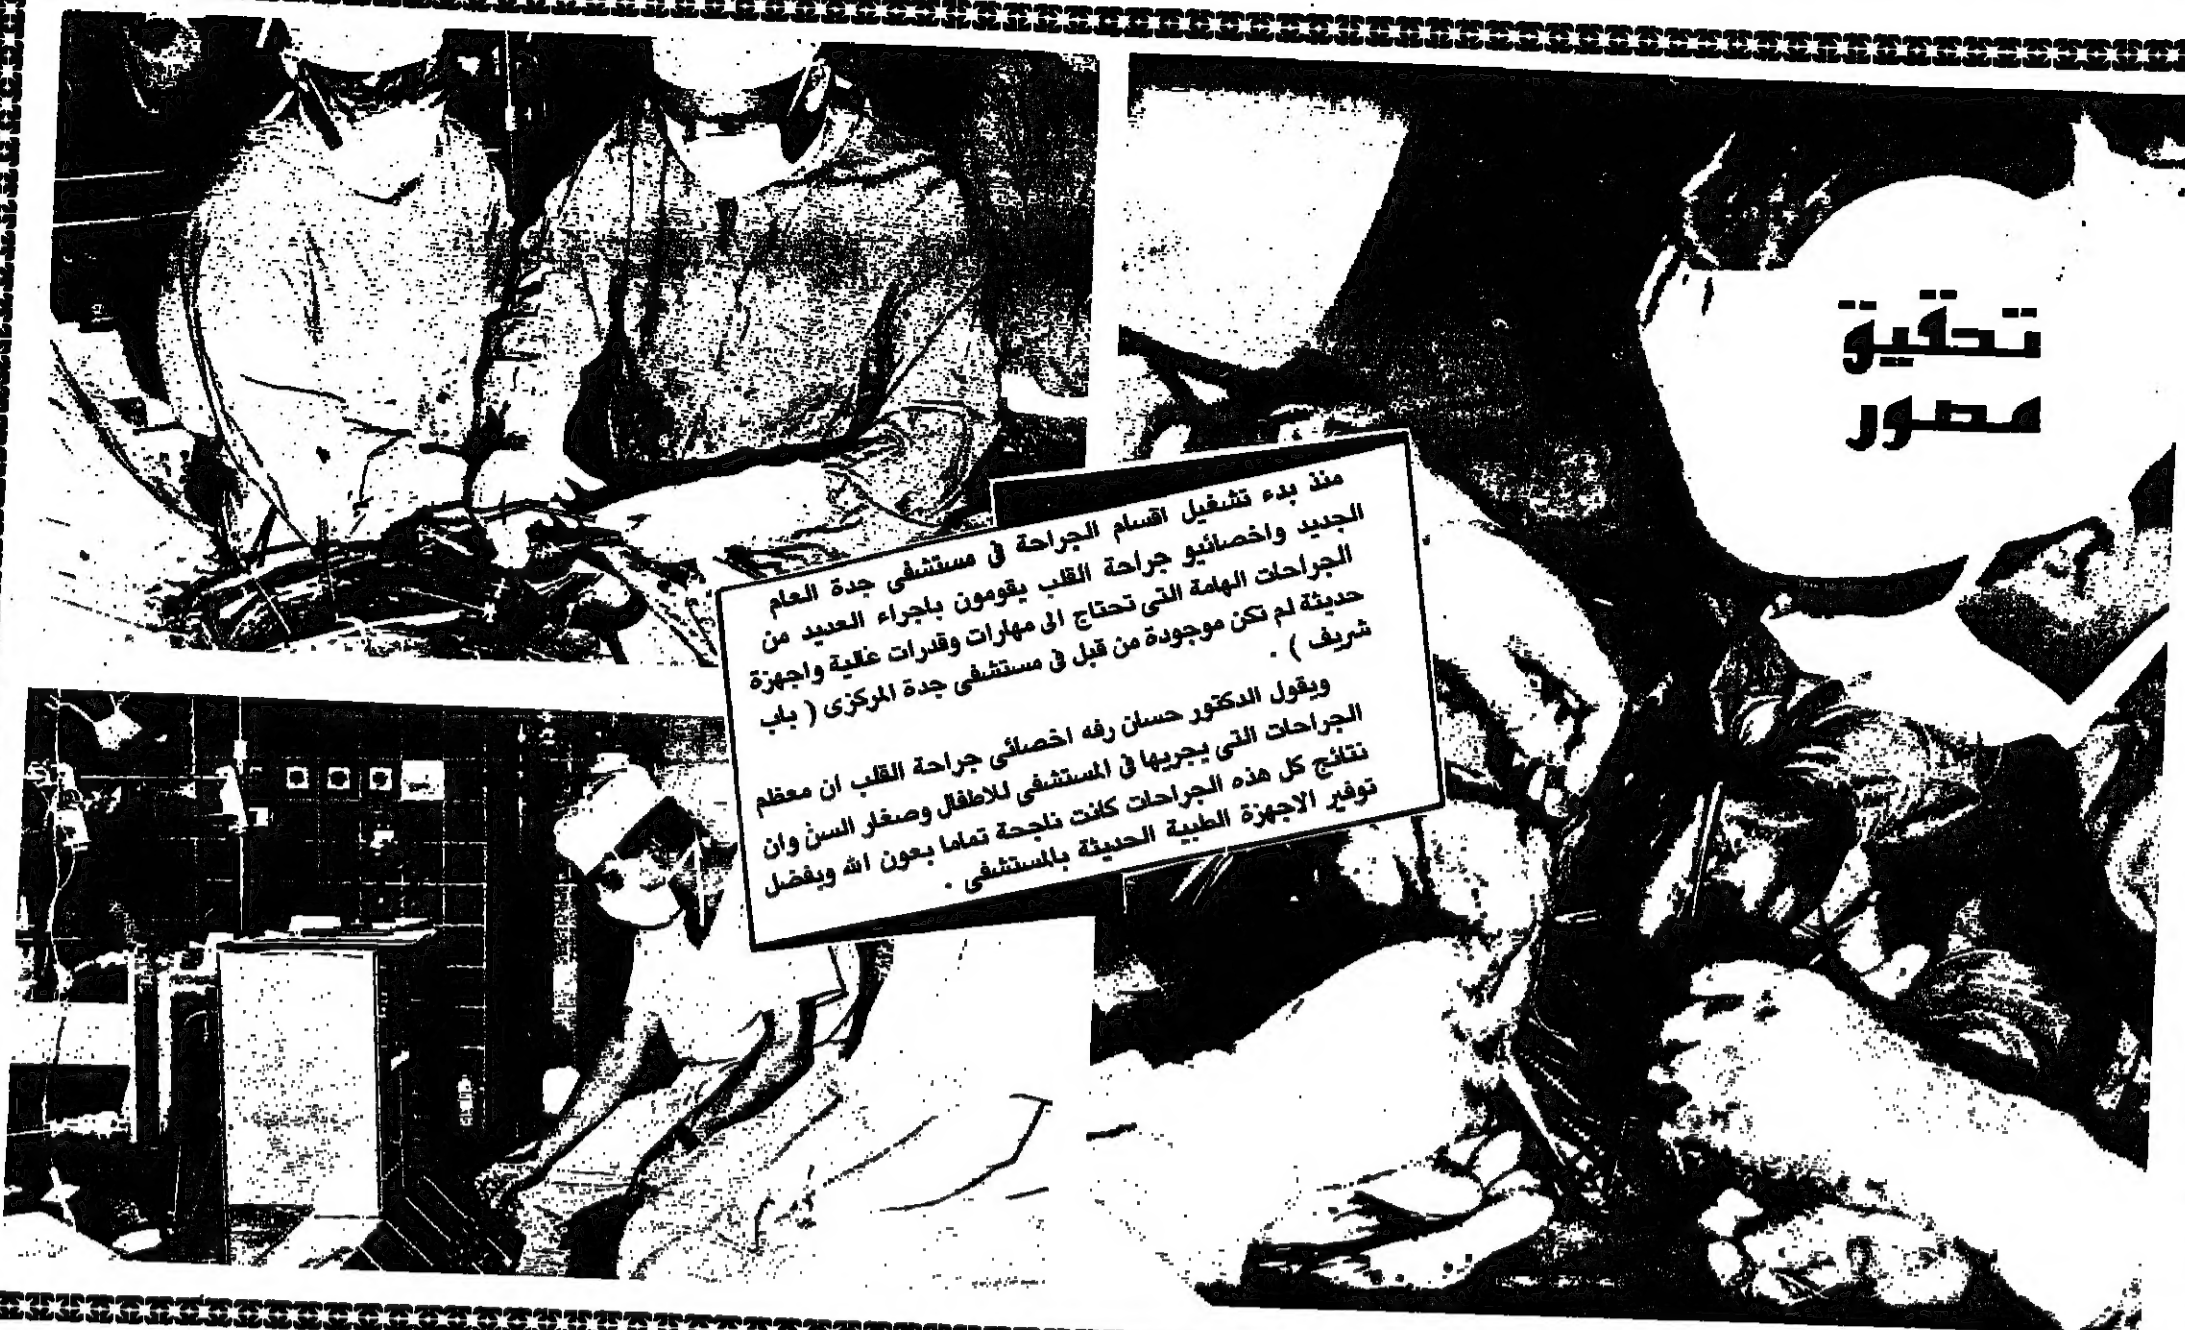 تحقيق
مصور
منذ بدء تشغيل اقسام الجراحة في مستشفى جدة العام
الجديد واخصائيو جراحة القلب يقومون باجراء العديد من
الجراحات الهامة التى تحتاج الى مهارات وقدرات عالية واجهزة
حديثة لم تكن موجودة من قبل في مستشفى جدة المركزى ( باب
شريف ) .
ويقول الدكتور حسان رفه اخصائى جراحة القلب ان معظم
الجراحات التى يجريها في المستشفى للاطفال وصغار السن وان
نتائج كل هذه الجراحات كانت ناجحة تماما بعون الله وبفضل
توفير الاجهزة الطبية الحديثة بالمستشفى .